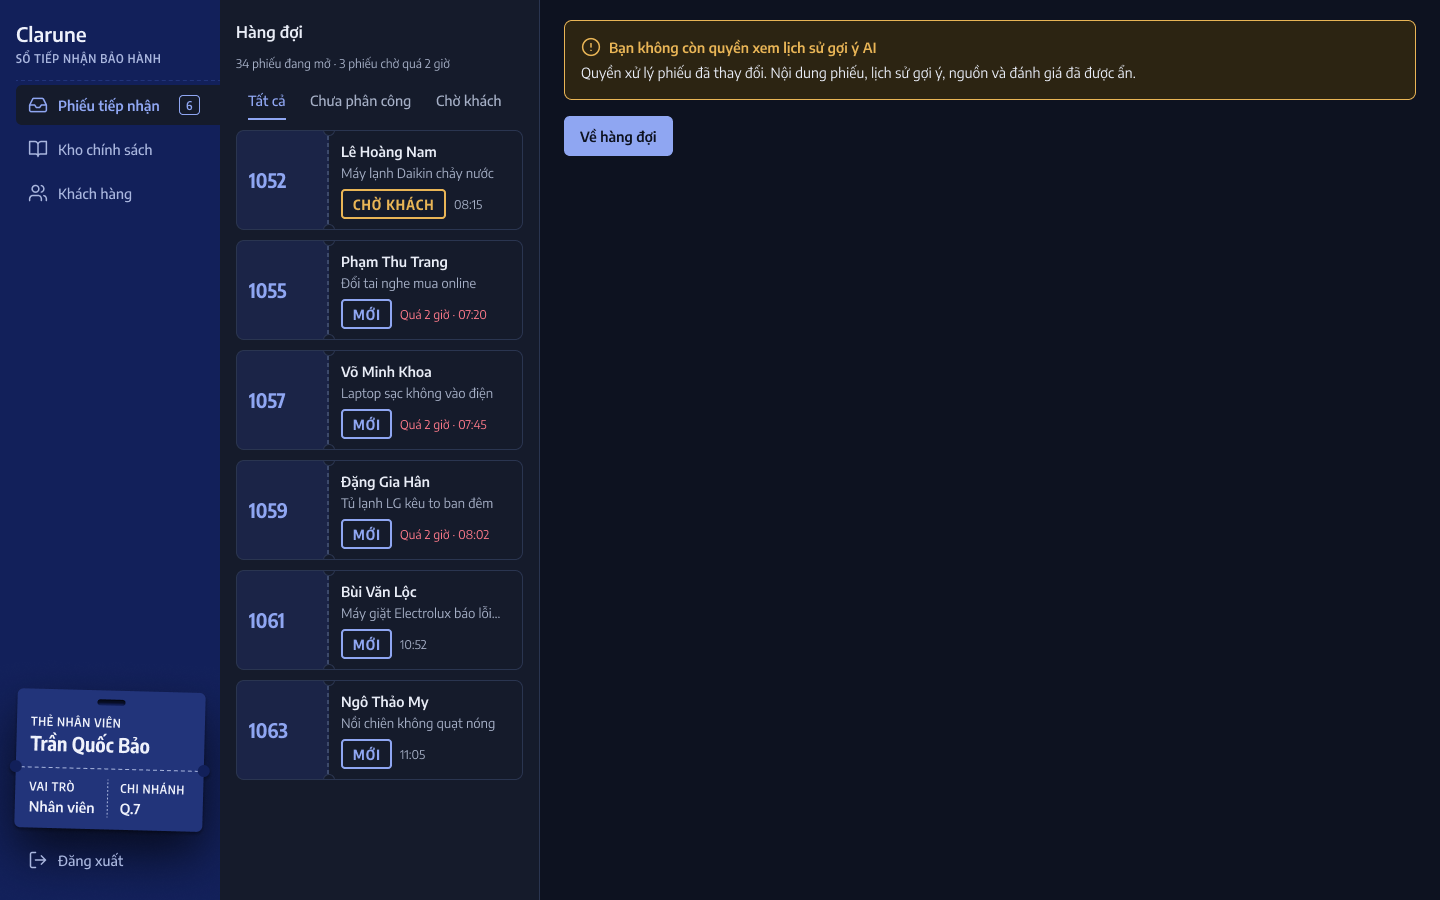 Clarune
SỔ TIẾP NHẬN BẢO HÀNH
Phiếu tiếp nhận 6
Kho chính sách
Khách hàng
THẺ NHÂN VIÊN
Trần Quốc Bảo
VAI TRÒ CHI NHÁNH
Nhân viên Q.7
Đăng xuất
Hàng đợi
34 phiếu đang mở · 3 phiếu chờ quá 2 giờ
Tất cả Chưa phân công Chờ khách
1052
Lê Hoàng Nam
Máy lạnh Daikin chảy nước
CHỜ KHÁCH 08:15
1055
Phạm Thu Trang
Đổi tai nghe mua online
MỚI Quá 2 giờ · 07:20
1057
Võ Minh Khoa
Laptop sạc không vào điện
MỚI Quá 2 giờ · 07:45
1059
Đặng Gia Hân
Tủ lạnh LG kêu to ban đêm
MỚI Quá 2 giờ · 08:02
1061
Bùi Văn Lộc
Máy giặt Electrolux báo lỗi...
MỚI 10:52
1063
Ngô Thảo My
Nồi chiên không quạt nóng
MỚI 11:05
Bạn không còn quyền xem lịch sử gợi ý AI
Quyền xử lý phiếu đã thay đổi. Nội dung phiếu, lịch sử gợi ý, nguồn và đánh giá đã được ẩn.
Về hàng đợi